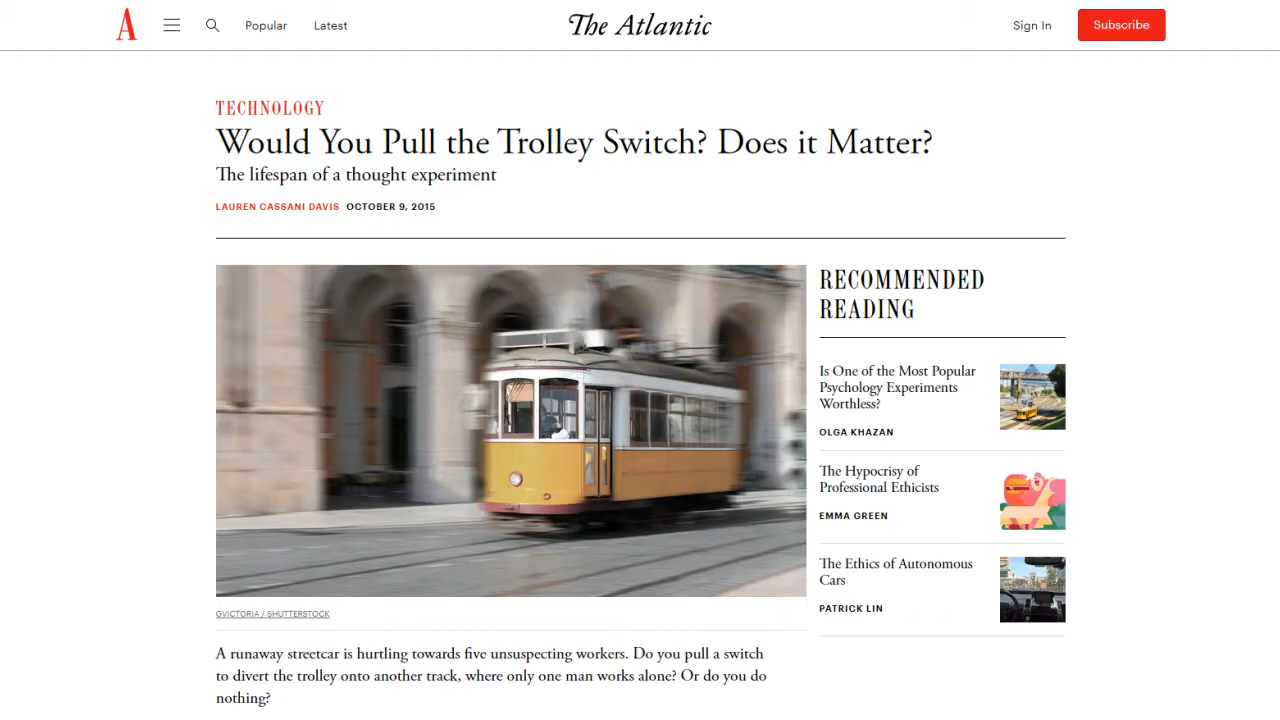 A
Popular
Latest
The Atlantic
Sign In
Subscribe
TECHNOLOGY
Would You Pull the Trolley Switch? Does it Matter?
The lifespan of a thought experiment
LAUREN CASSANI DAVIS OCTOBER 9, 2015
GVICTORIA / SHUTTERSTOCK
A runaway streetcar is hurtling towards five unsuspecting workers. Do you pull a switch
to divert the trolley onto another track, where only one man works alone? Or do you do
nothing?
RECOMMENDED
READING
Is One of the Most Popular
Psychology Experiments
Worthless?
OLGA KHAZAN
The Hypocrisy of
Professional Ethicists
EMMA GREEN
The Ethics of Autonomous
Cars
PATRICK LIN